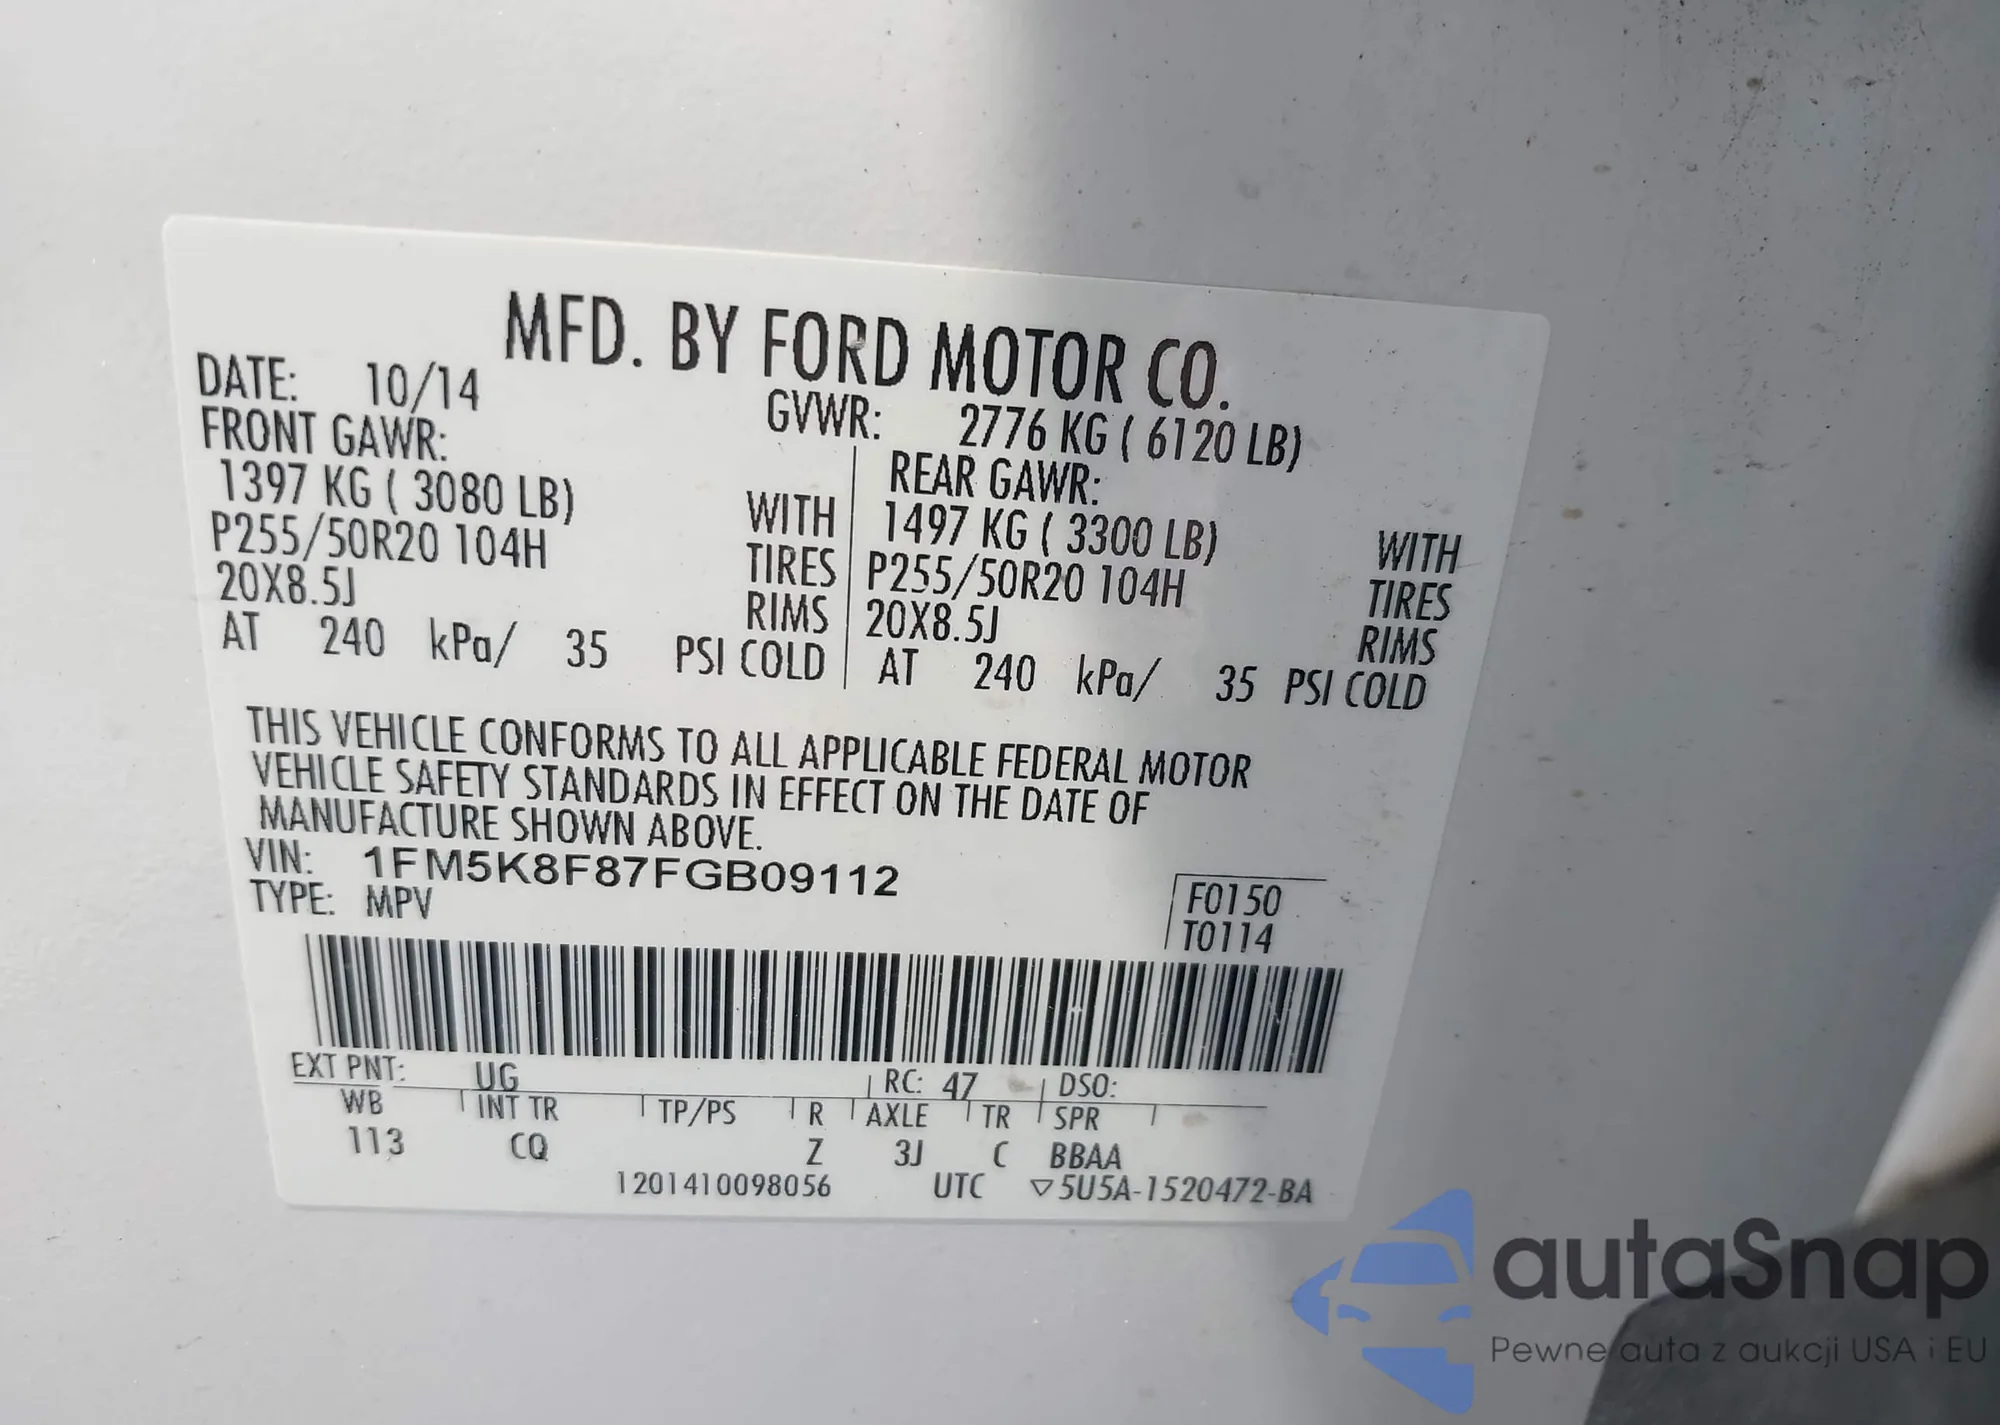 MFD. BY FORD MOTOR CO.
DATE: 10/14 GVWR: 2776 KG ( 6120 LB)
FRONT GAWR: REAR GAWR:
1397 KG ( 3080 LB) WITH 1497 KG ( 3300 LB) WITH
P255/50R20 104H TIRES P255/50R20 104H TIRES
20X8.5J RIMS 20X8.5J RIMS
AT 240 kPa/ 35 PSI COLD AT 240 kPa/ 35 PSI COLD
THIS VEHICLE CONFORMS TO ALL APPLICABLE FEDERAL MOTOR
VEHICLE SAFETY STANDARDS IN EFFECT ON THE DATE OF
MANUFACTURE SHOWN ABOVE.
VIN: 1FM5K8F87FGB09112
TYPE: MPV
F0150
T0114
EXT PNT: UG RC: 47 DSO:
WB INT TR TP/PS R AXLE TR SPR
113 CQ Z 3J C BBAA
1201410098056 UTC ▽5U5A-1520472-BA
autaSnap
Pewne auta z aukcji USA i EU